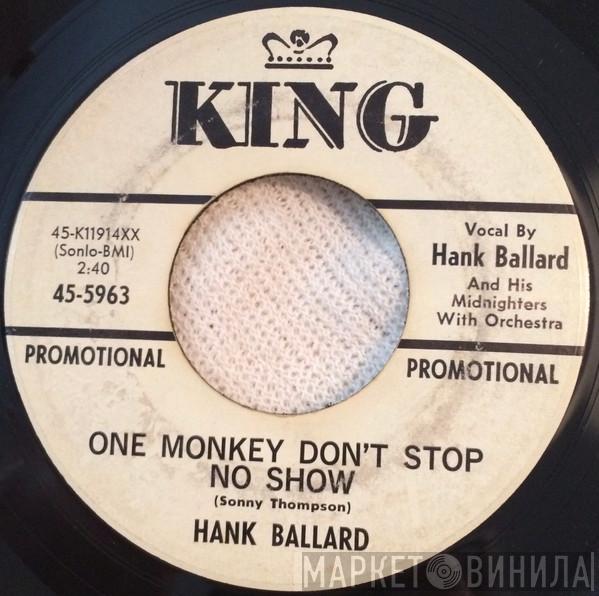 KING
45-K11914XX
(Sonlo-BMI)
2:40
45-5963
Vocal By
Hank Ballard
And His
Midnighters
With Orchestra
PROMOTIONAL
PROMOTIONAL
ONE MONKEY DON'T STOP
NO SHOW
(Sonny Thompson)
HANK BALLARD
МАРКЕТ ВИНИЛА